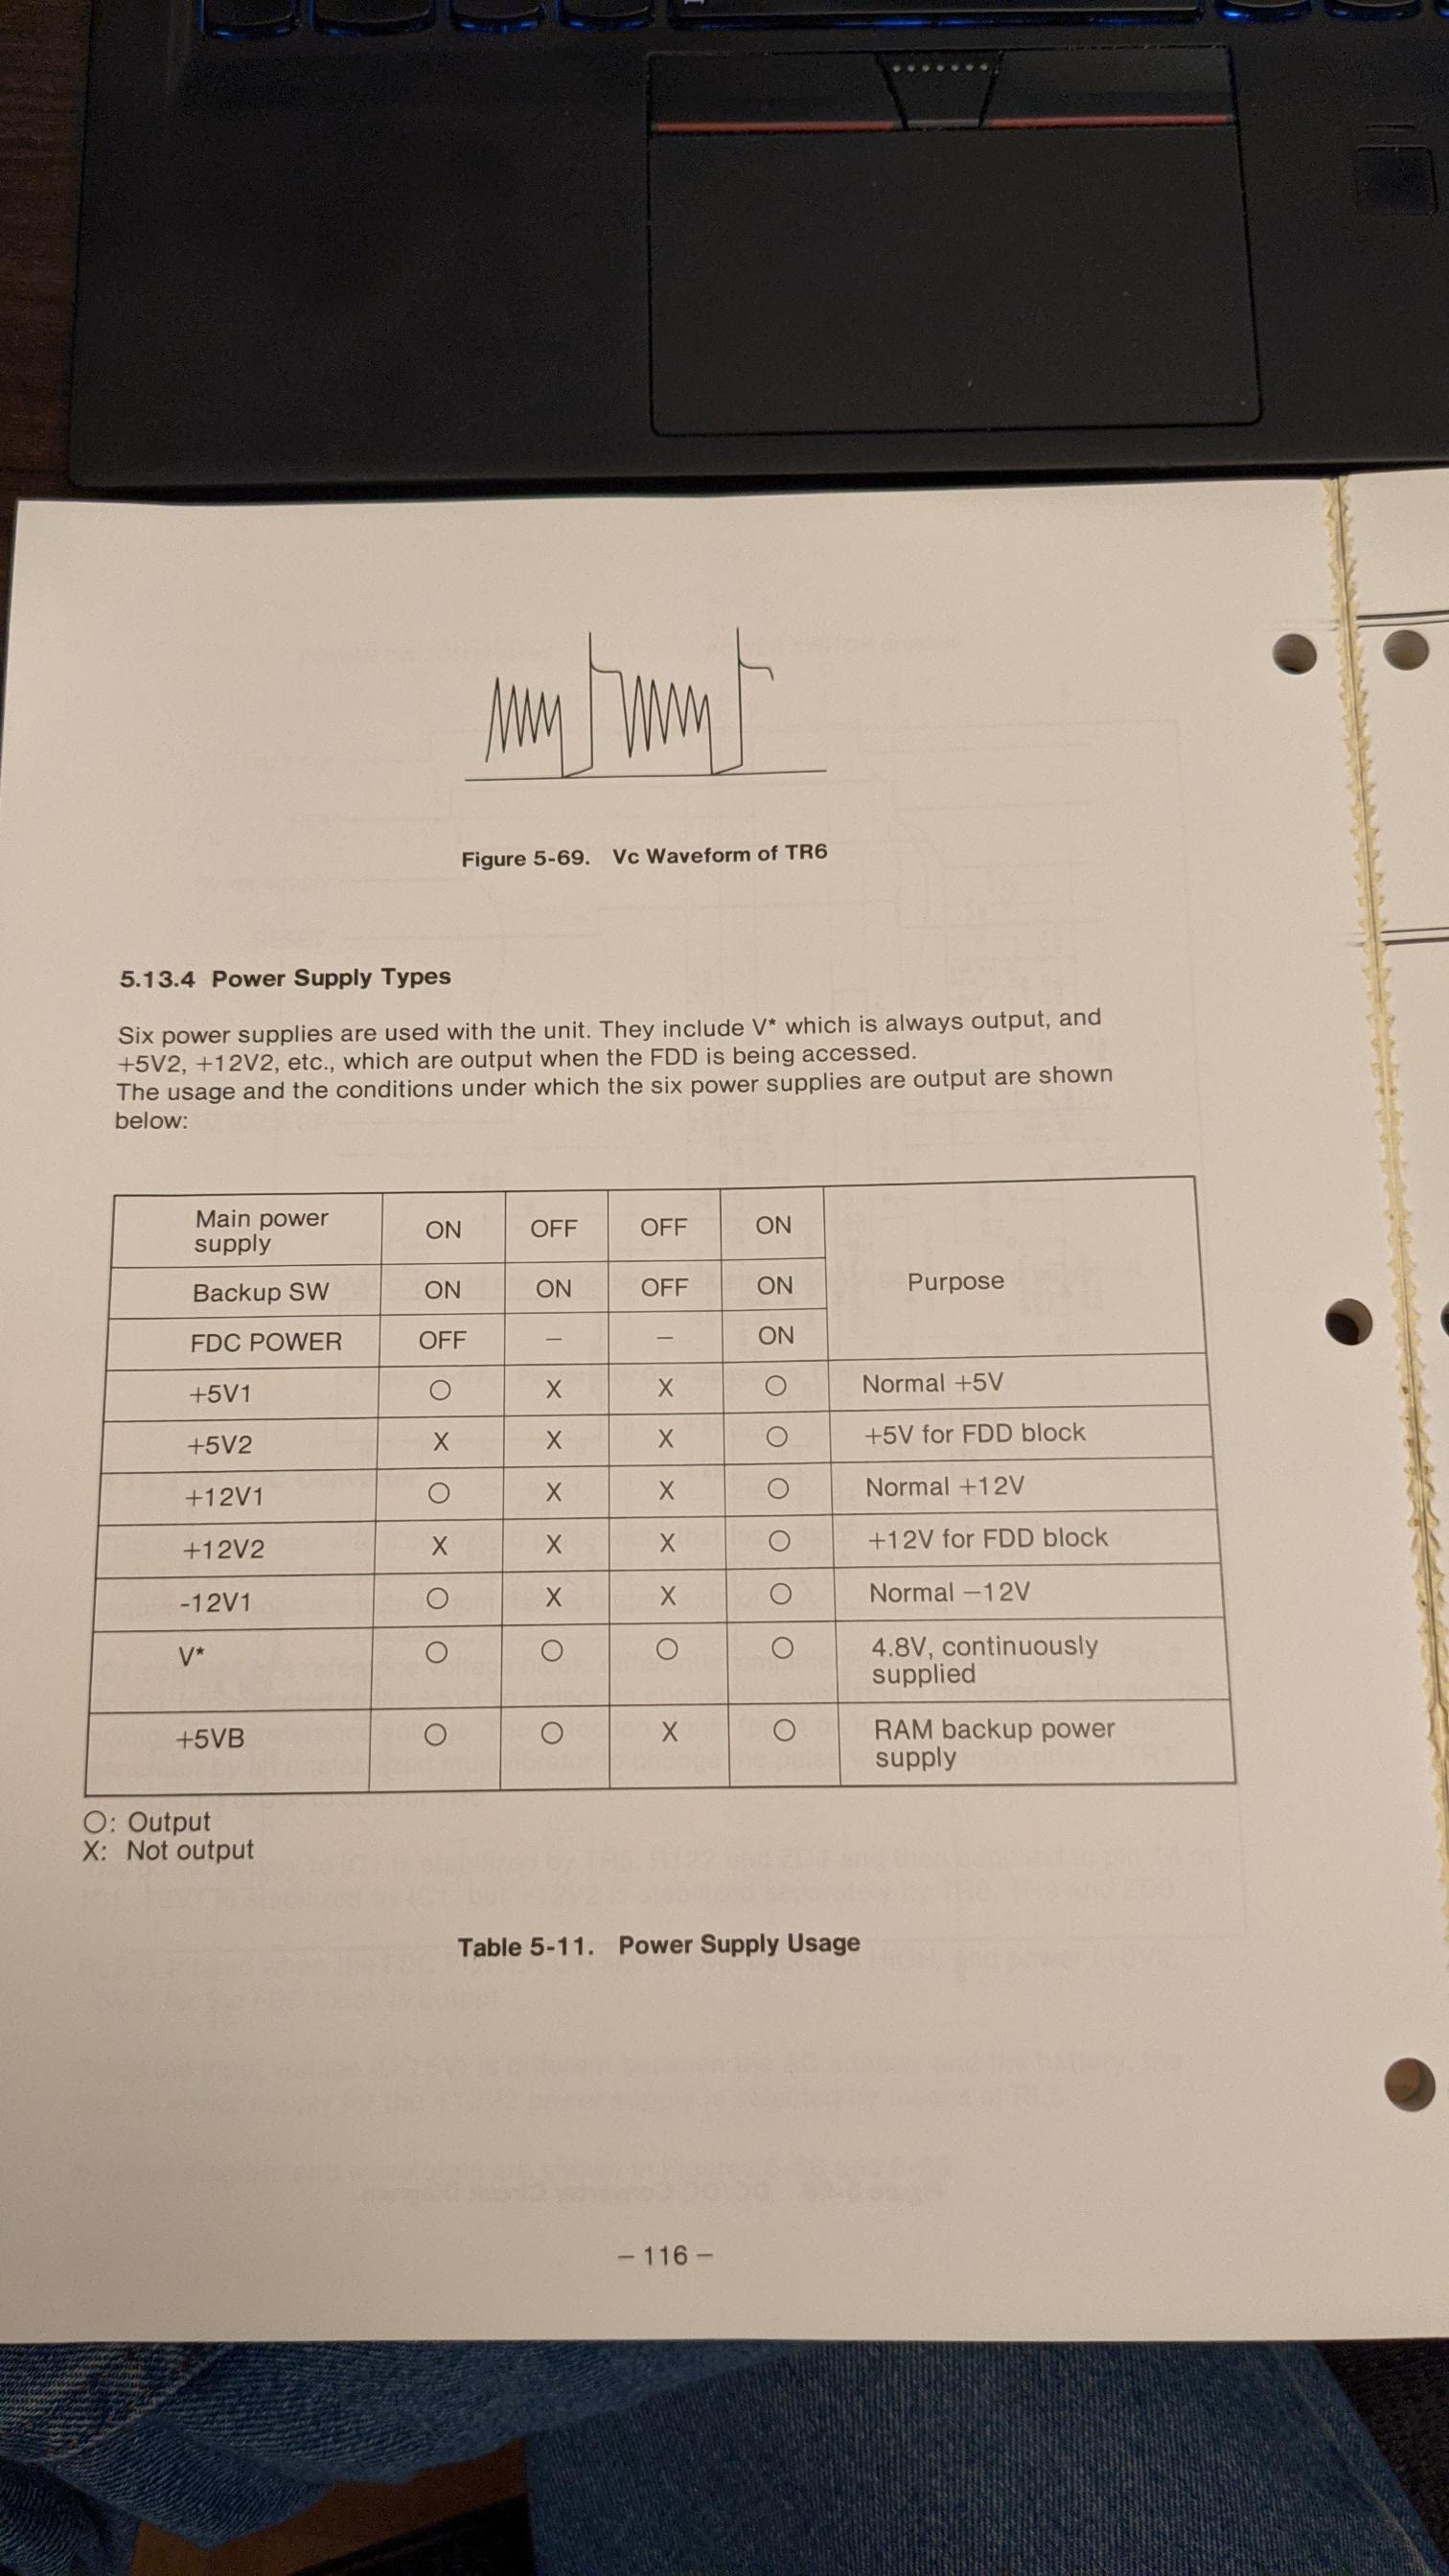 Figure 5-69. Vc Waveform of TR6
5.13.4 Power Supply Types
Six power supplies are used with the unit. They include V* which is always output, and
+5V2, +12V2, etc., which are output when the FDD is being accessed.
The usage and the conditions under which the six power supplies are output are shown
below:
Main power supply ON OFF OFF ON Purpose
Backup SW ON ON OFF ON
FDC POWER OFF – – ON
+5V1 O X X O Normal +5V
+5V2 X X X O +5V for FDD block
+12V1 O X X O Normal +12V
+12V2 X X X O +12V for FDD block
-12V1 O X X O Normal –12V
V* O O O O 4.8V, continuously supplied
+5VB O O X O RAM backup power supply
O: Output
X: Not output
Table 5-11. Power Supply Usage
– 116 –